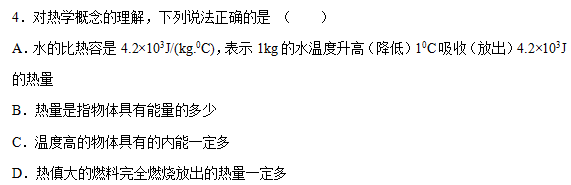 4．对热学概念的理解，下列说法正确的是 （　　）
A．水的比热容是 4.2×10³J/(kg.⁰C)，表示 1kg 的水温度升高（降低）1⁰C 吸收（放出）4.2×10³J
的热量
B．热量是指物体具有能量的多少
C．温度高的物体具有的内能一定多
D．热値大的燃料完全燃烧放出的热量一定多